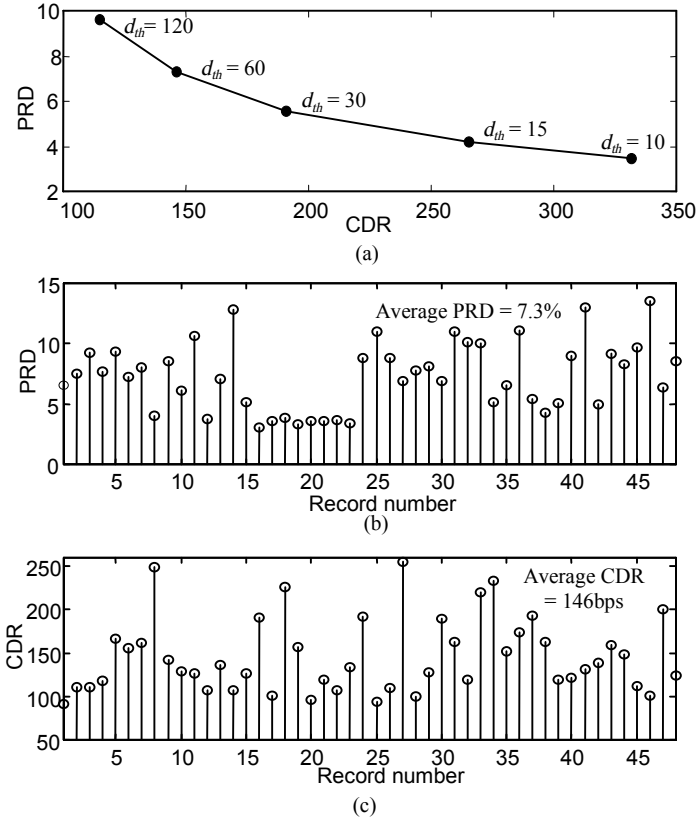 10
8
6
4
2
PRD
d_th = 120
d_th = 60
d_th = 30
d_th = 15
d_th = 10
100 150 200 250 300 350
CDR
(a)
15
10
5
0
PRD
Average PRD = 7.3%
5 10 15 20 25 30 35 40 45
Record number
(b)
250
200
150
100
50
CDR
Average CDR
= 146bps
5 10 15 20 25 30 35 40 45
Record number
(c)